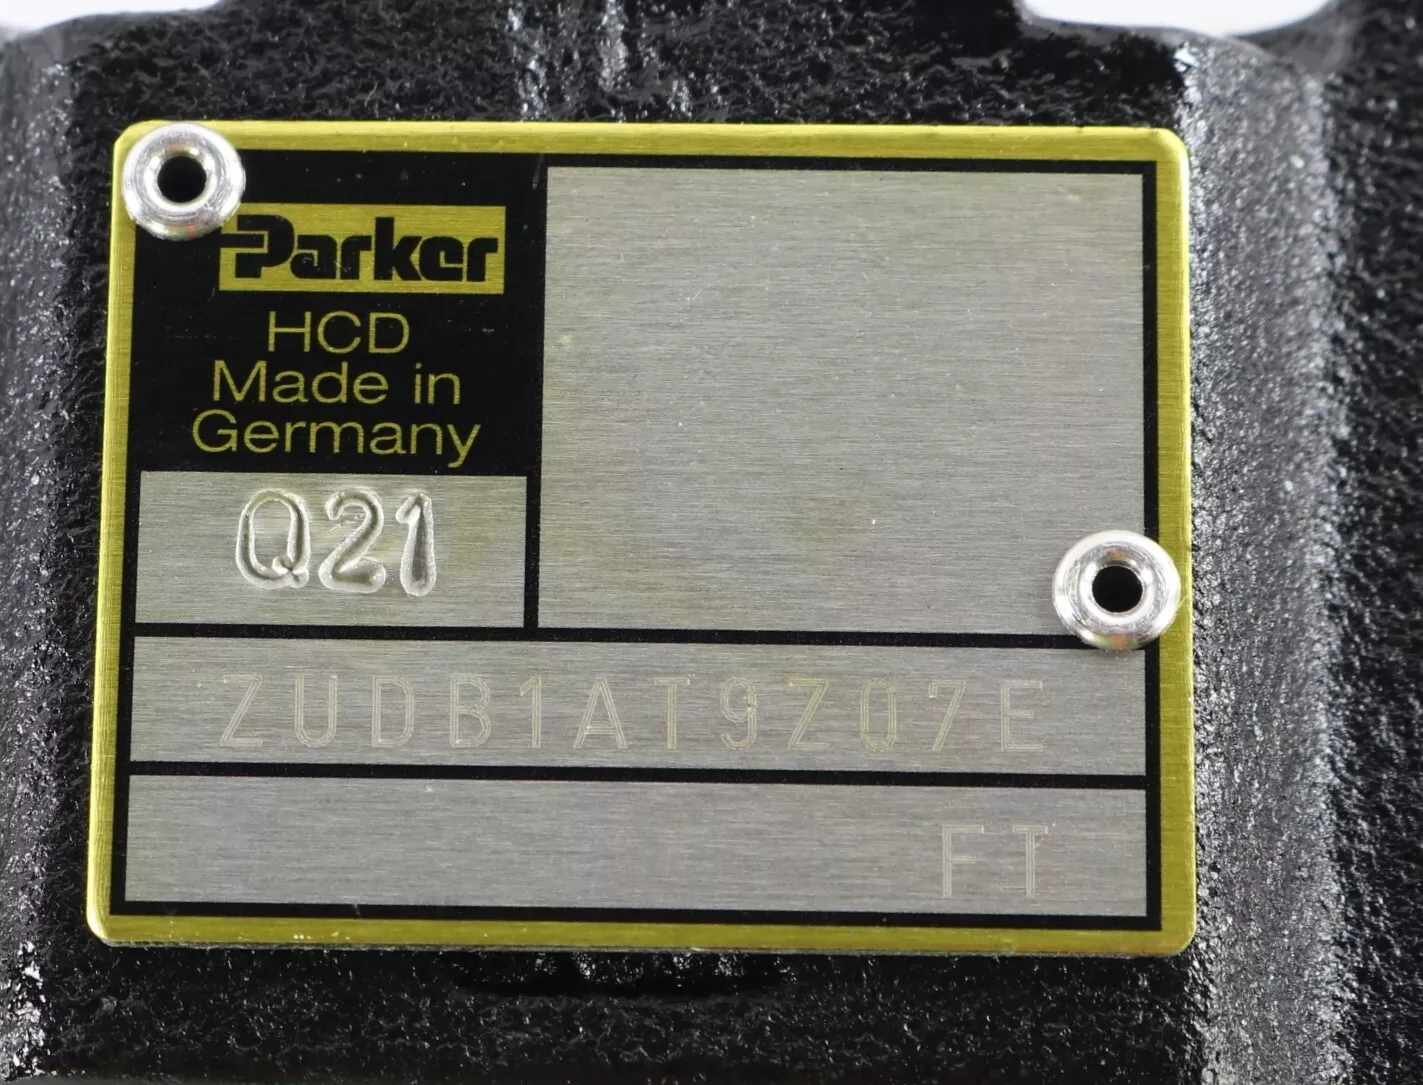 Parker
HCD
Made in
Germany
Q21
ZUDB1AT9Z07E
FT